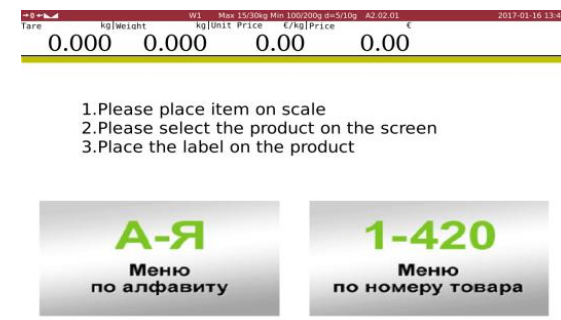 →0← W1 Max 15/30kg Min 100/200g d=5/10g A2.02.01 2017-01-16 13:4
Tare kg|Weight kg|Unit Price €/kg|Price €
0.000 0.000 0.00 0.00
1.Please place item on scale
2.Please select the product on the screen
3.Place the label on the product
А-Я
Меню
по алфавиту
1-420
Меню
по номеру товара